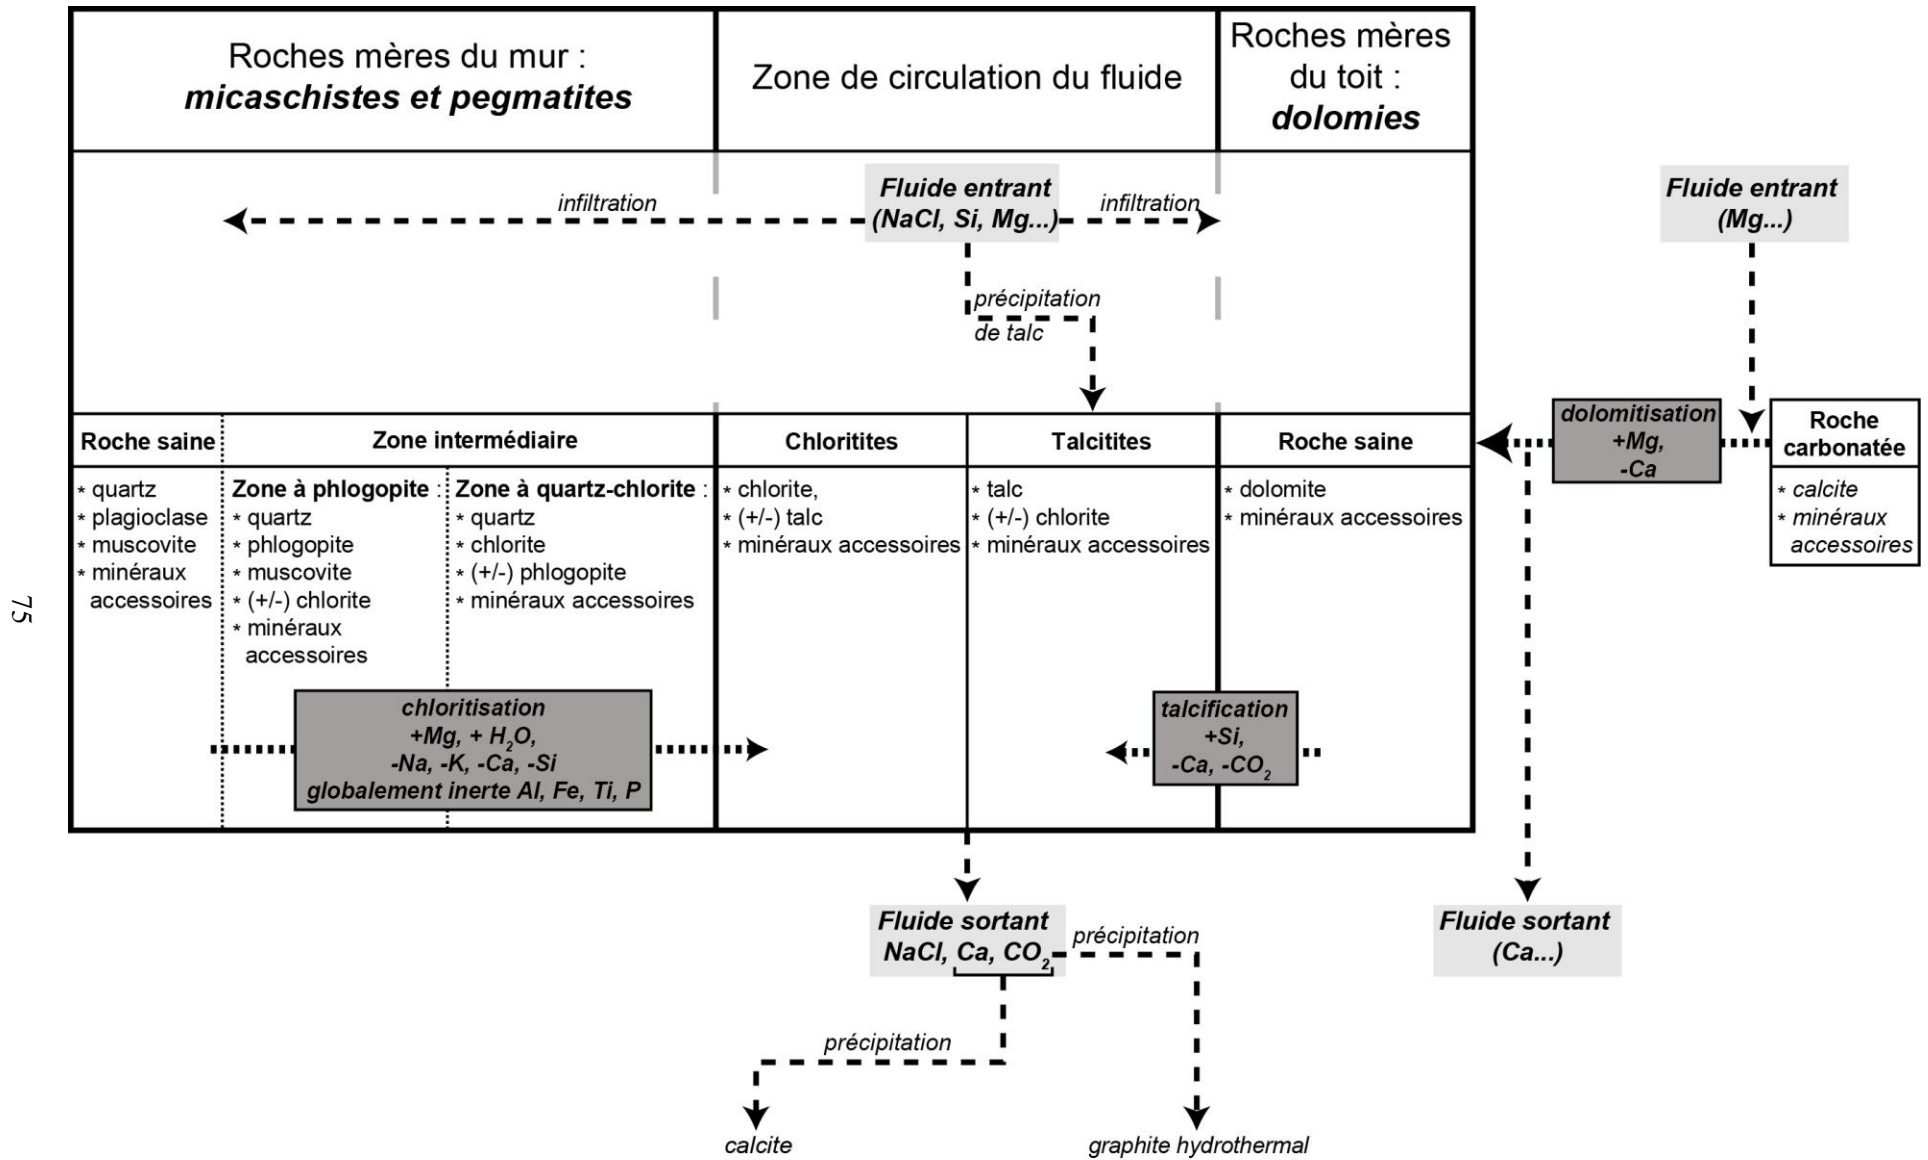 Roches mères du mur :
micaschistes et pegmatites
Zone de circulation du fluide
Roches mères
du toit :
dolomies
infiltration
Fluide entrant
(NaCl, Si, Mg...)
infiltration
précipitation
de talc
Fluide entrant
(Mg...)
dolomitisation
+Mg,
-Ca
Roche
carbonatée
* calcite
* minéraux
accessoires
Roche saine
* quartz
* plagioclase
* muscovite
* minéraux
accessoires
Zone intermédiaire
Zone à phlogopite :
* quartz
* phlogopite
* muscovite
* (+/-) chlorite
* minéraux
accessoires
Zone à quartz-chlorite :
* quartz
* chlorite
* (+/-) phlogopite
* minéraux accessoires
Chloritites
* chlorite,
* (+/-) talc
* minéraux accessoires
Talcitites
* talc
* (+/-) chlorite
* minéraux accessoires
Roche saine
* dolomite
* minéraux accessoires
chloritisation
+Mg, + H2O,
-Na, -K, -Ca, -Si
globalement inerte Al, Fe, Ti, P
talcification
+Si,
-Ca, -CO2
Fluide sortant
NaCl, Ca, CO2
précipitation
précipitation
calcite
graphite hydrothermal
Fluide sortant
(Ca...)
75